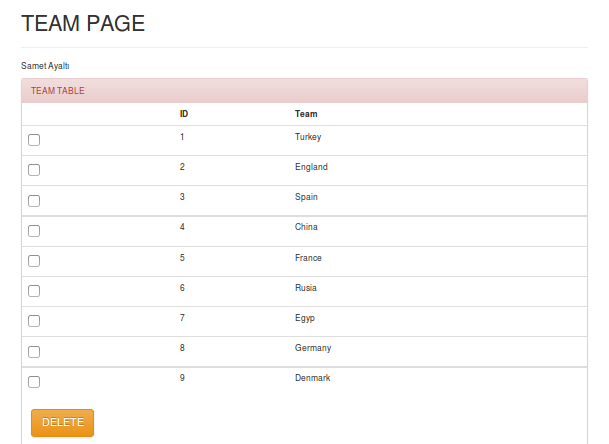 TEAM PAGE
Samet Ayaltı
TEAM TABLE
ID Team
1 Turkey
2 England
3 Spain
4 China
5 France
6 Rusia
7 Egyp
8 Germany
9 Denmark
DELETE